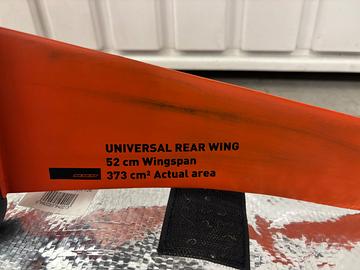 UNIVERSAL REAR WING
52 cm Wingspan
373 cm² Actual area